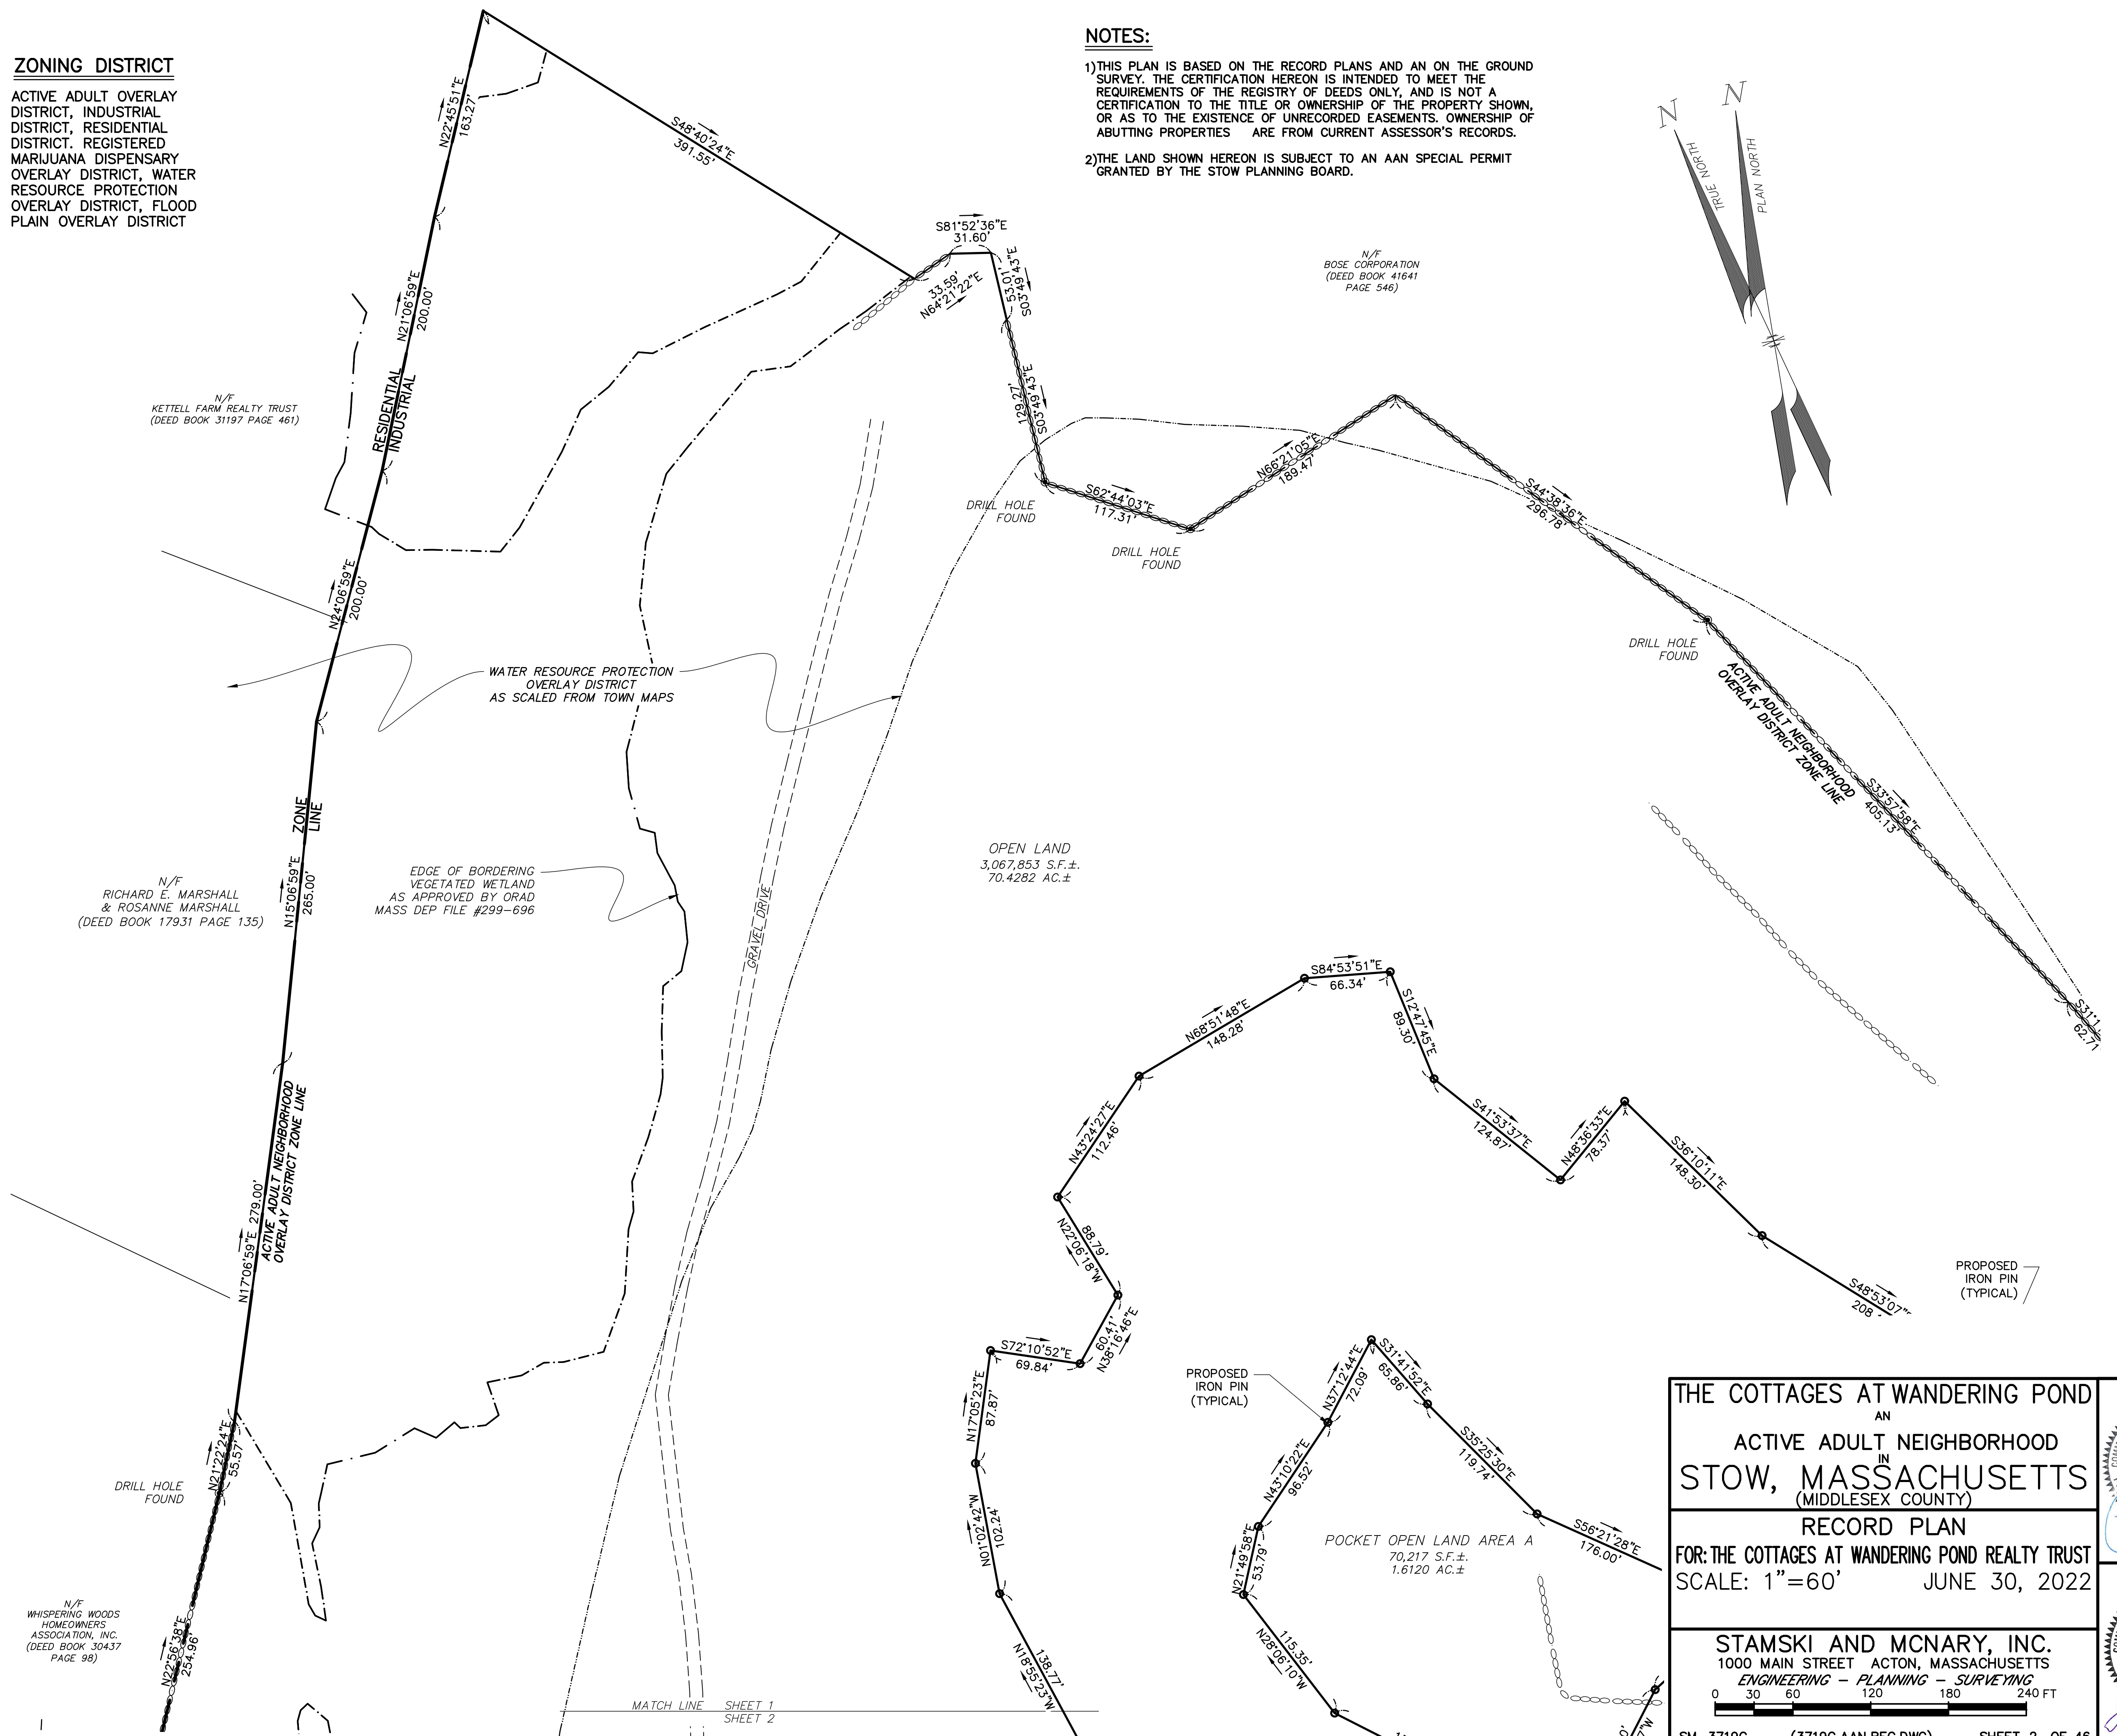 ZONING DISTRICT
ACTIVE ADULT OVERLAY
DISTRICT, INDUSTRIAL
DISTRICT, RESIDENTIAL
DISTRICT. REGISTERED
MARIJUANA DISPENSARY
OVERLAY DISTRICT, WATER
RESOURCE PROTECTION
OVERLAY DISTRICT, FLOOD
PLAIN OVERLAY DISTRICT
NOTES:
1)THIS PLAN IS BASED ON THE RECORD PLANS AND AN ON THE GROUND
SURVEY. THE CERTIFICATION HEREON IS INTENDED TO MEET THE
REQUIREMENTS OF THE REGISTRY OF DEEDS ONLY, AND IS NOT A
CERTIFICATION TO THE TITLE OR OWNERSHIP OF THE PROPERTY SHOWN,
OR AS TO THE EXISTENCE OF UNRECORDED EASEMENTS. OWNERSHIP OF
ABUTTING PROPERTIES ARE FROM CURRENT ASSESSOR'S RECORDS.
2)THE LAND SHOWN HEREON IS SUBJECT TO AN AAN SPECIAL PERMIT
GRANTED BY THE STOW PLANNING BOARD.
N
N
TRUE NORTH
PLAN NORTH
N22°45'51"E
163.27'
S48°40'24"E
391.55'
S81°52'36"E
31.60'
33.59'
N64°21'22"E
53.01'
S03°49'43"E
N/F
BOSE CORPORATION
(DEED BOOK 41641
PAGE 546)
N21°06'59"E
200.00'
RESIDENTIAL
INDUSTRIAL
N/F
KETTELL FARM REALTY TRUST
(DEED BOOK 31197 PAGE 461)
129.27'
S03°49'43"E
DRILL HOLE
FOUND
S62°44'03"E
117.31'
DRILL HOLE
FOUND
N66°21'05"E
189.47'
S44°38'36"E
296.78'
DRILL HOLE
FOUND
ACTIVE ADULT NEIGHBORHOOD
OVERLAY DISTRICT ZONE LINE
S33°57'58"E
405.13'
S31°1
62.71
N24°06'59"E
200.00'
WATER RESOURCE PROTECTION
OVERLAY DISTRICT
AS SCALED FROM TOWN MAPS
ZONE
LINE
N15°06'59"E
265.00'
N/F
RICHARD E. MARSHALL
& ROSANNE MARSHALL
(DEED BOOK 17931 PAGE 135)
EDGE OF BORDERING
VEGETATED WETLAND
AS APPROVED BY ORAD
MASS DEP FILE #299-696
GRAVEL DRIVE
OPEN LAND
3,067,853 S.F.±.
70.4282 AC.±
S84°53'51"E
66.34'
N68°51'48"E
148.28'
S12°47'45"E
89.30'
S41°53'37"E
124.87'
N48°36'33"E
78.37'
S36°10'11"E
148.30'
S48°53'07"
208
PROPOSED
IRON PIN
(TYPICAL)
N43°24'27"E
112.46'
88.79'
N22°06'18"W
60.41'
N38°16'46"E
S72°10'52"E
69.84'
N17°05'23"E
87.87'
N01°02'42"W
102.24'
138.77'
N18°55'23"W
N17°06'59"E 279.00'
ACTIVE ADULT NEIGHBORHOOD
OVERLAY DISTRICT ZONE LINE
PROPOSED
IRON PIN
(TYPICAL)
N37°12'44"E
72.09'
S31°41'52"E
65.86'
S35°25'30"E
119.74'
S56°21'28"E
176.00'
N43°10'22"E
96.52'
N21°49'58"E
53.79'
115.35'
N28°06'10"W
POCKET OPEN LAND AREA A
70,217 S.F.±.
1.6120 AC.±
N21°22'24"E
55.57'
DRILL HOLE
FOUND
N/F
WHISPERING WOODS
HOMEOWNERS
ASSOCIATION, INC.
(DEED BOOK 30437
PAGE 98)
N22°56'38"E
254.96'
MATCH LINE SHEET 1
SHEET 2
THE COTTAGES AT WANDERING POND
AN
ACTIVE ADULT NEIGHBORHOOD
IN
STOW, MASSACHUSETTS
(MIDDLESEX COUNTY)
RECORD PLAN
FOR: THE COTTAGES AT WANDERING POND REALTY TRUST
SCALE: 1"=60' JUNE 30, 2022
STAMSKI AND MCNARY, INC.
1000 MAIN STREET ACTON, MASSACHUSETTS
ENGINEERING - PLANNING - SURVEYING
0 30 60 120 180 240 FT
SM-3719C (3719C AAN REC.DWG) SHEET 2 OF 46